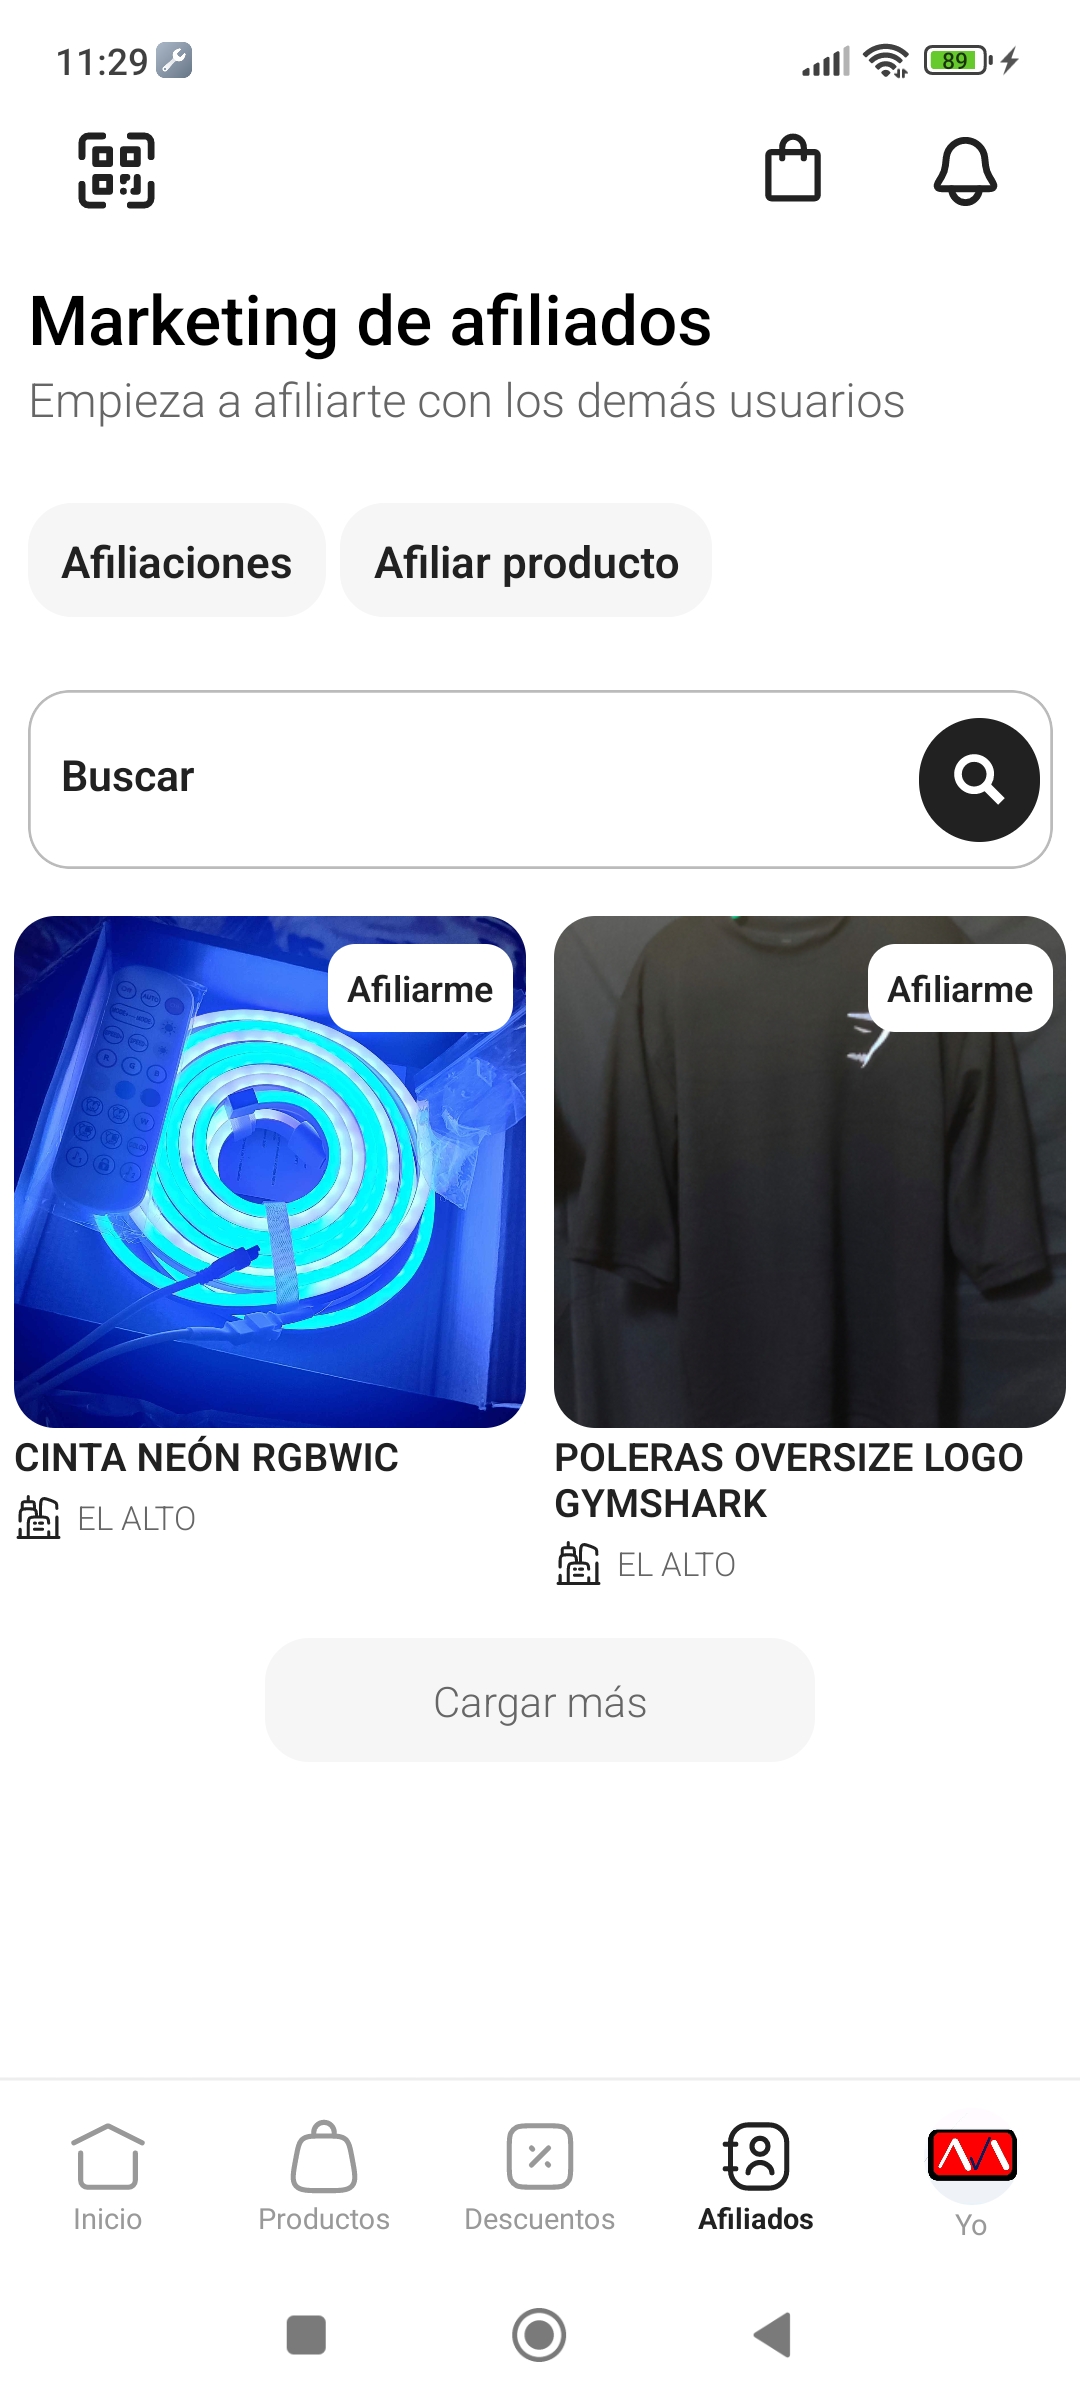 11:29
89
Marketing de afiliados
Empieza a afiliarte con los demás usuarios
Afiliaciones
Afiliar producto
Buscar
Afiliarme
Afiliarme
CINTA NEÓN RGBWIC
EL ALTO
POLERAS OVERSIZE LOGO
GYMSHARK
EL ALTO
Cargar más
Inicio
Productos
Descuentos
Afiliados
Yo